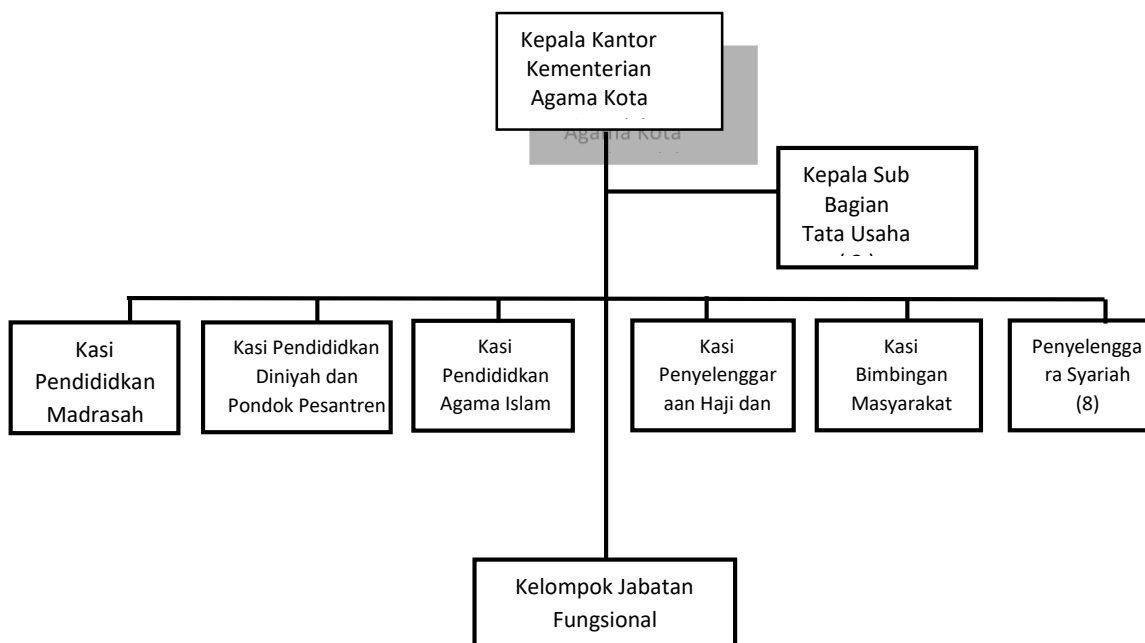 Kepala Kantor
Kementerian
Agama Kota
Agama Kota
Kepala Sub
Bagian
Tata Usaha
Kasi
Pendididkan
Madrasah
Kasi Pendididkan
Diniyah dan
Pondok Pesantren
Kasi
Pendididkan
Agama Islam
Kasi
Penyelenggar
aan Haji dan
Kasi
Bimbingan
Masyarakat
Penyelengga
ra Syariah
(8)
Kelompok Jabatan
Fungsional